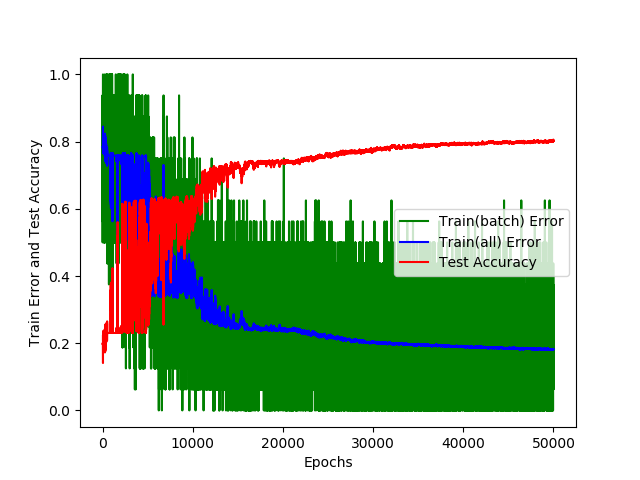 1.0
0.8
0.6
0.4
0.2
0.0
Train Error and Test Accuracy
Train(batch) Error
Train(all) Error
Test Accuracy
0 10000 20000 30000 40000 50000
Epochs